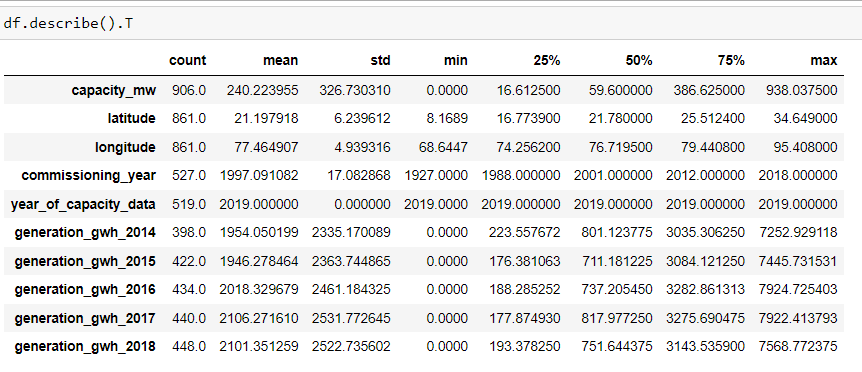 df.describe().T
count mean std min 25% 50% 75% max
capacity_mw 906.0 240.223955 326.730310 0.0000 16.612500 59.600000 386.625000 938.037500
latitude 861.0 21.197918 6.239612 8.1689 16.773900 21.780000 25.512400 34.649000
longitude 861.0 77.464907 4.939316 68.6447 74.256200 76.719500 79.440800 95.408000
commissioning_year 527.0 1997.091082 17.082868 1927.0000 1988.000000 2001.000000 2012.000000 2018.000000
year_of_capacity_data 519.0 2019.000000 0.000000 2019.0000 2019.000000 2019.000000 2019.000000 2019.000000
generation_gwh_2014 398.0 1954.050199 2335.170089 0.0000 223.557672 801.123775 3035.306250 7252.929118
generation_gwh_2015 422.0 1946.278464 2363.744865 0.0000 176.381063 711.181225 3084.121250 7445.731531
generation_gwh_2016 434.0 2018.329679 2461.184325 0.0000 188.285252 737.205450 3282.861313 7924.725403
generation_gwh_2017 440.0 2106.271610 2531.772645 0.0000 177.874930 817.977250 3275.690475 7922.413793
generation_gwh_2018 448.0 2101.351259 2522.735602 0.0000 193.378250 751.644375 3143.535900 7568.772375